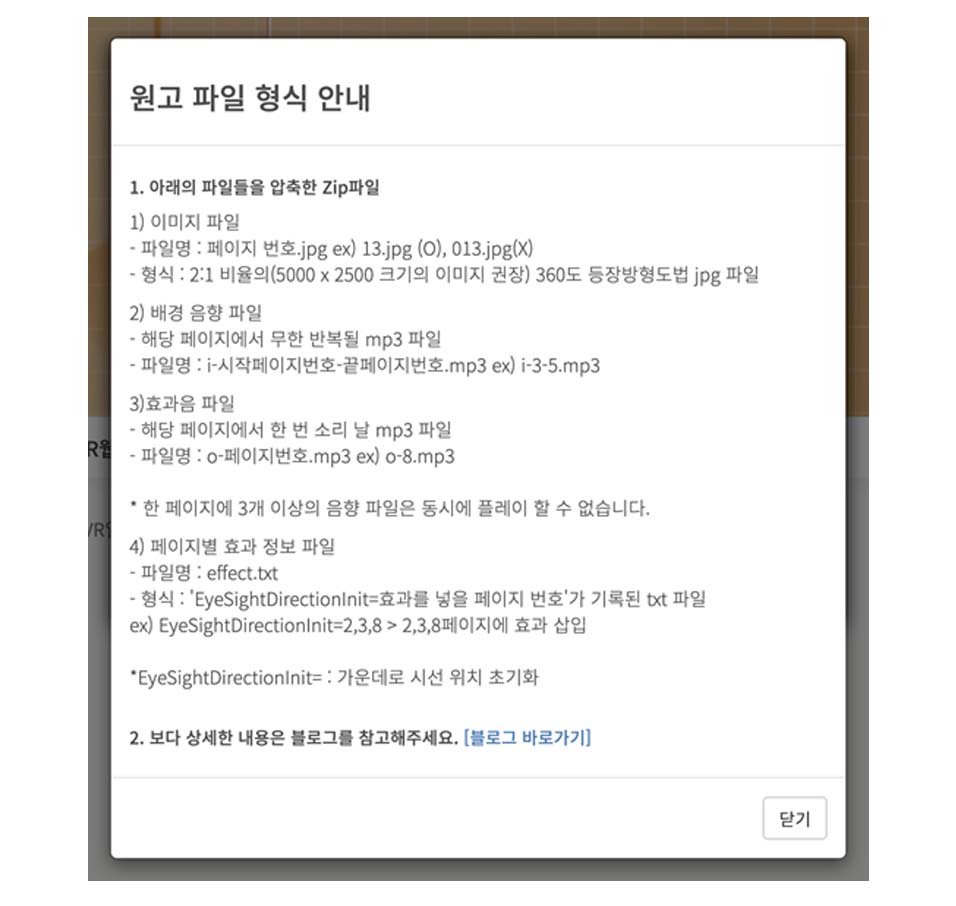 원고 파일 형식 안내
1. 아래의 파일들을 압축한 Zip파일
1) 이미지 파일
- 파일명 : 페이지 번호.jpg ex) 13.jpg (O), 013.jpg(X)
- 형식 : 2:1 비율의(5000 x 2500 크기의 이미지 권장) 360도 등장방형도법 jpg 파일
2) 배경 음향 파일
- 해당 페이지에서 무한 반복될 mp3 파일
- 파일명 : i-시작페이지번호-끝페이지번호.mp3 ex) i-3-5.mp3
3)효과음 파일
- 해당 페이지에서 한 번 소리 날 mp3 파일
- 파일명 : o-페이지번호.mp3 ex) o-8.mp3
* 한 페이지에 3개 이상의 음향 파일은 동시에 플레이 할 수 없습니다.
4) 페이지별 효과 정보 파일
- 파일명 : effect.txt
- 형식 : 'EyeSightDirectionInit=효과를 넣을 페이지 번호'가 기록된 txt 파일
ex) EyeSightDirectionInit=2,3,8 > 2,3,8페이지에 효과 삽입
*EyeSightDirectionInit= : 가운데로 시선 위치 초기화
2. 보다 상세한 내용은 블로그를 참고해주세요. [블로그 바로가기]
닫기